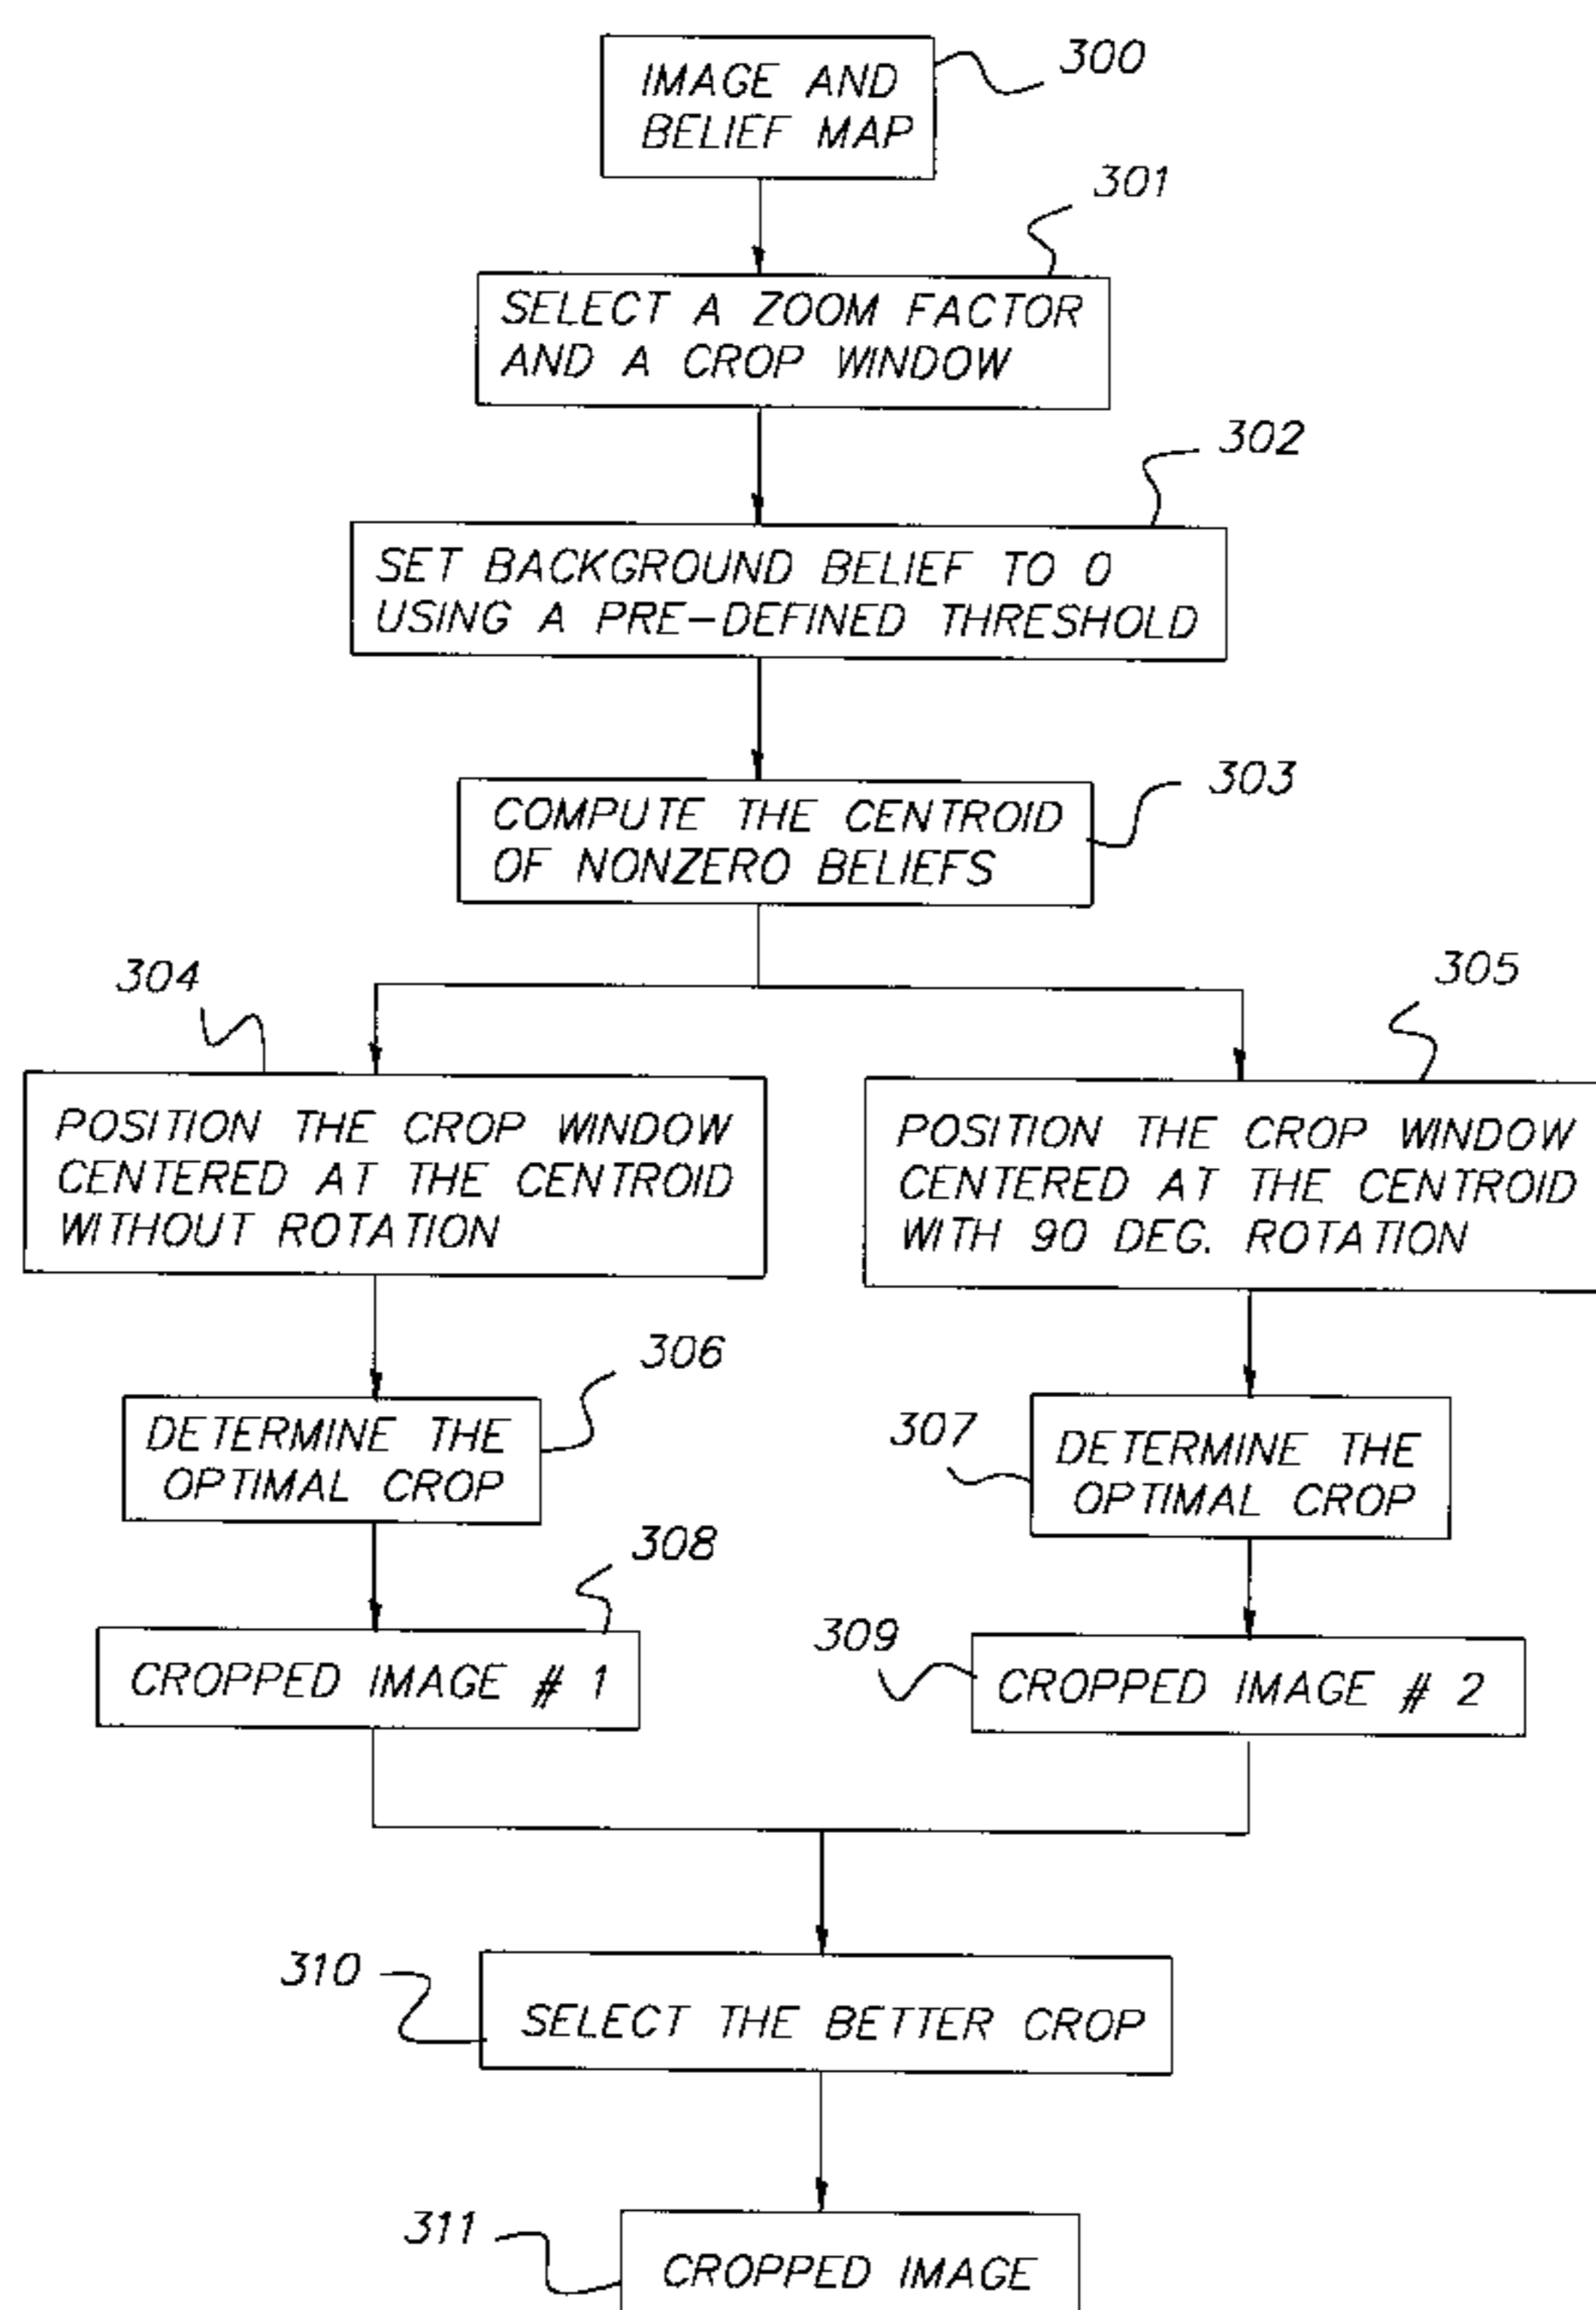 300
IMAGE AND
BELIEF MAP
301
SELECT A ZOOM FACTOR
AND A CROP WINDOW
302
SET BACKGROUND BELIEF TO 0
USING A PRE-DEFINED THRESHOLD
303
COMPUTE THE CENTROID
OF NONZERO BELIEFS
304
305
POSITION THE CROP WINDOW
CENTERED AT THE CENTROID
WITHOUT ROTATION
POSITION THE CROP WINDOW
CENTERED AT THE CENTROID
WITH 90 DEG. ROTATION
306
DETERMINE THE
OPTIMAL CROP
307
DETERMINE THE
OPTIMAL CROP
308
CROPPED IMAGE # 1
309
CROPPED IMAGE # 2
310
SELECT THE BETTER CROP
311
CROPPED IMAGE